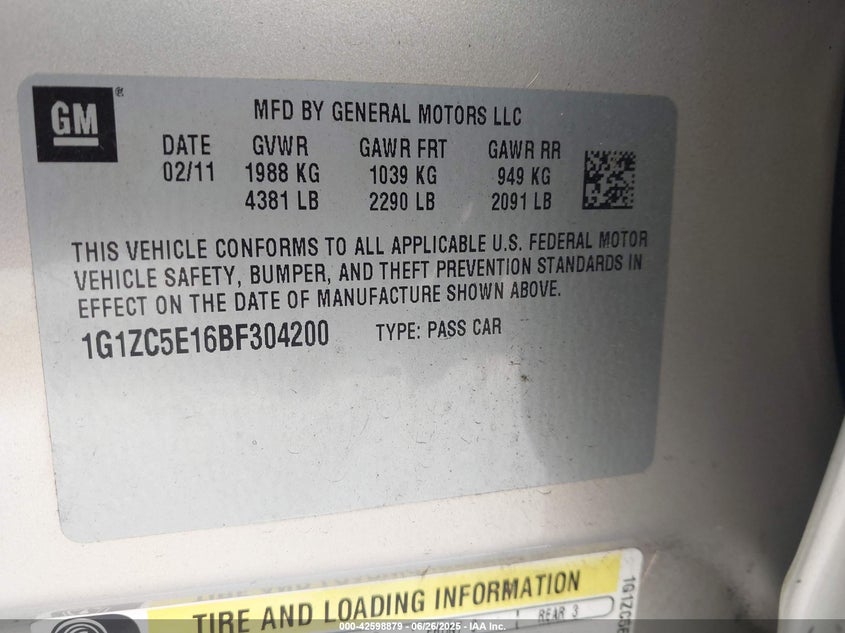 GM®
MFD BY GENERAL MOTORS LLC
DATE GVWR GAWR FRT GAWR RR
02/11 1988 KG 1039 KG 949 KG
4381 LB 2290 LB 2091 LB
THIS VEHICLE CONFORMS TO ALL APPLICABLE U.S. FEDERAL MOTOR
VEHICLE SAFETY, BUMPER, AND THEFT PREVENTION STANDARDS IN
EFFECT ON THE DATE OF MANUFACTURE SHOWN ABOVE.
1G1ZC5E16BF304200 TYPE: PASS CAR
TIRE AND LOADING INFORMATION
REAR 3
1G1ZC5E
000-42598879 - 06/26/2025 - IAA Inc.